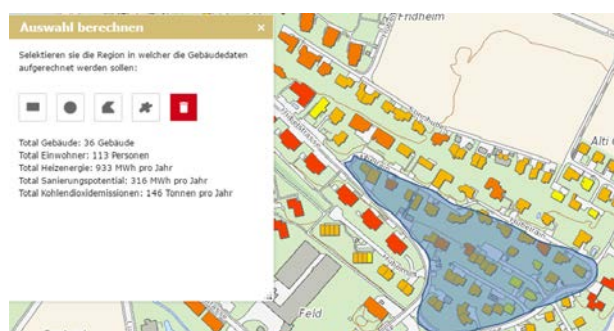 Auswahl berechnen ×
Selektieren sie die Region in welcher die Gebäudedaten
aufgerechnet werden sollen:
Total Gebäude: 36 Gebäude
Total Einwohner: 113 Personen
Total Heizenergie: 933 MWh pro Jahr
Total Sanierungspotential: 316 MWh pro Jahr
Total Kohlendioxidemissionen: 146 Tonnen pro Jahr
Fridheim
Alti
Feld